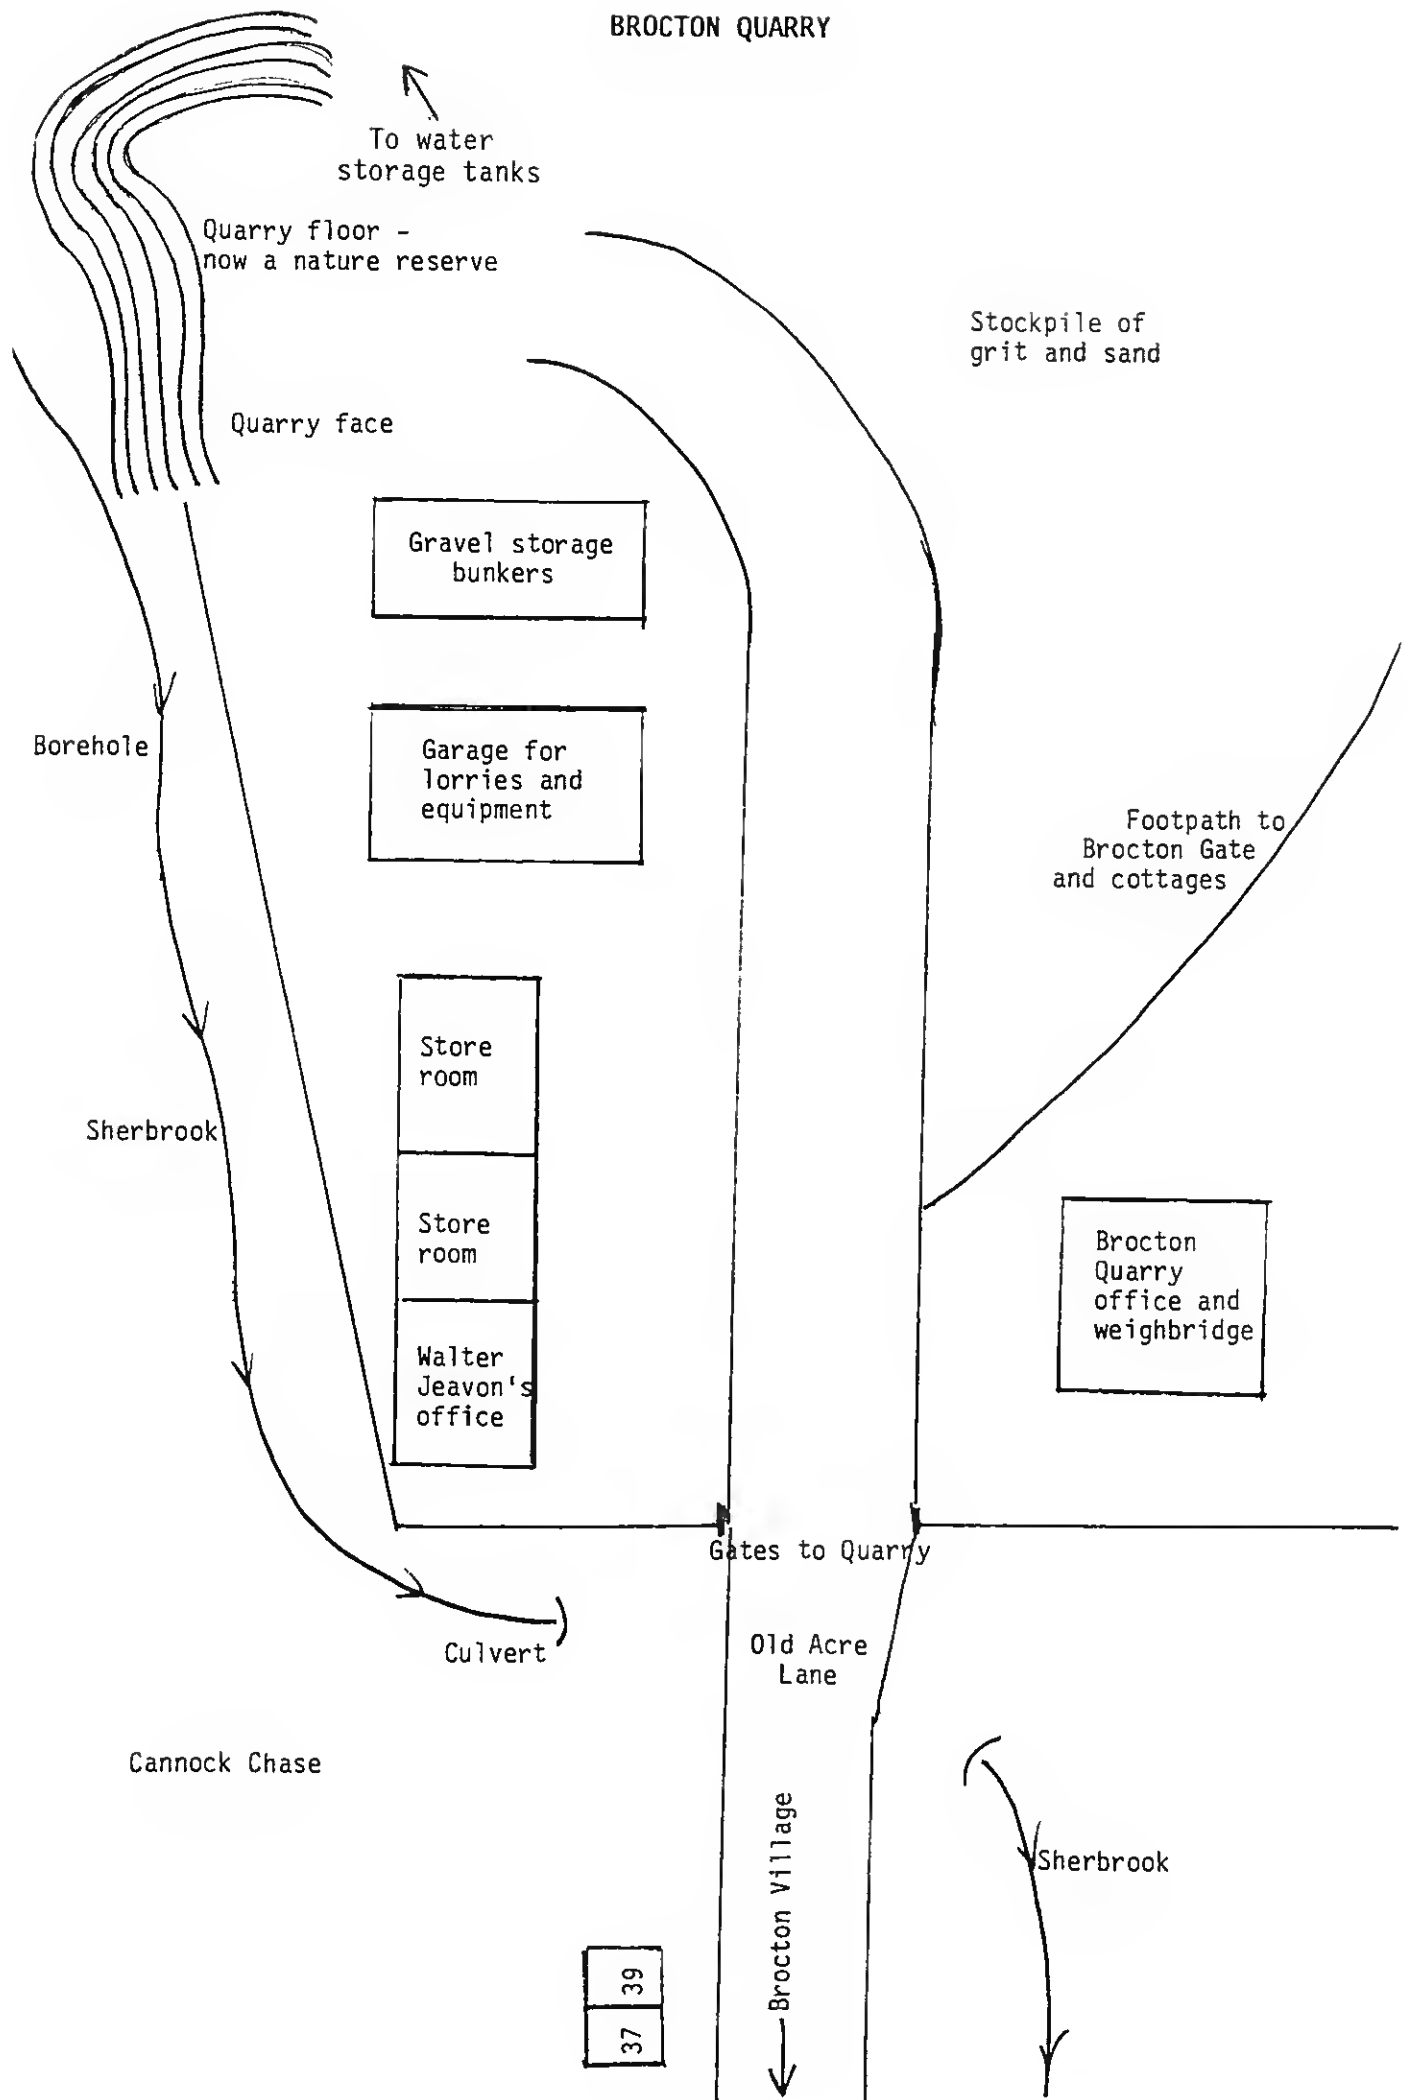 BROCTON QUARRY
To water
storage tanks
Quarry floor -
now a nature reserve
Stockpile of
grit and sand
Quarry face
Gravel storage
bunkers
Borehole
Garage for
lorries and
equipment
Footpath to
Brocton Gate
and cottages
Store
room
Sherbrook
Store
room
Brocton
Quarry
office and
weighbridge
Walter
Jeavon's
office
Gates to Quarry
Culvert
Old Acre
Lane
Cannock Chase
Brocton Village
Sherbrook
39
37